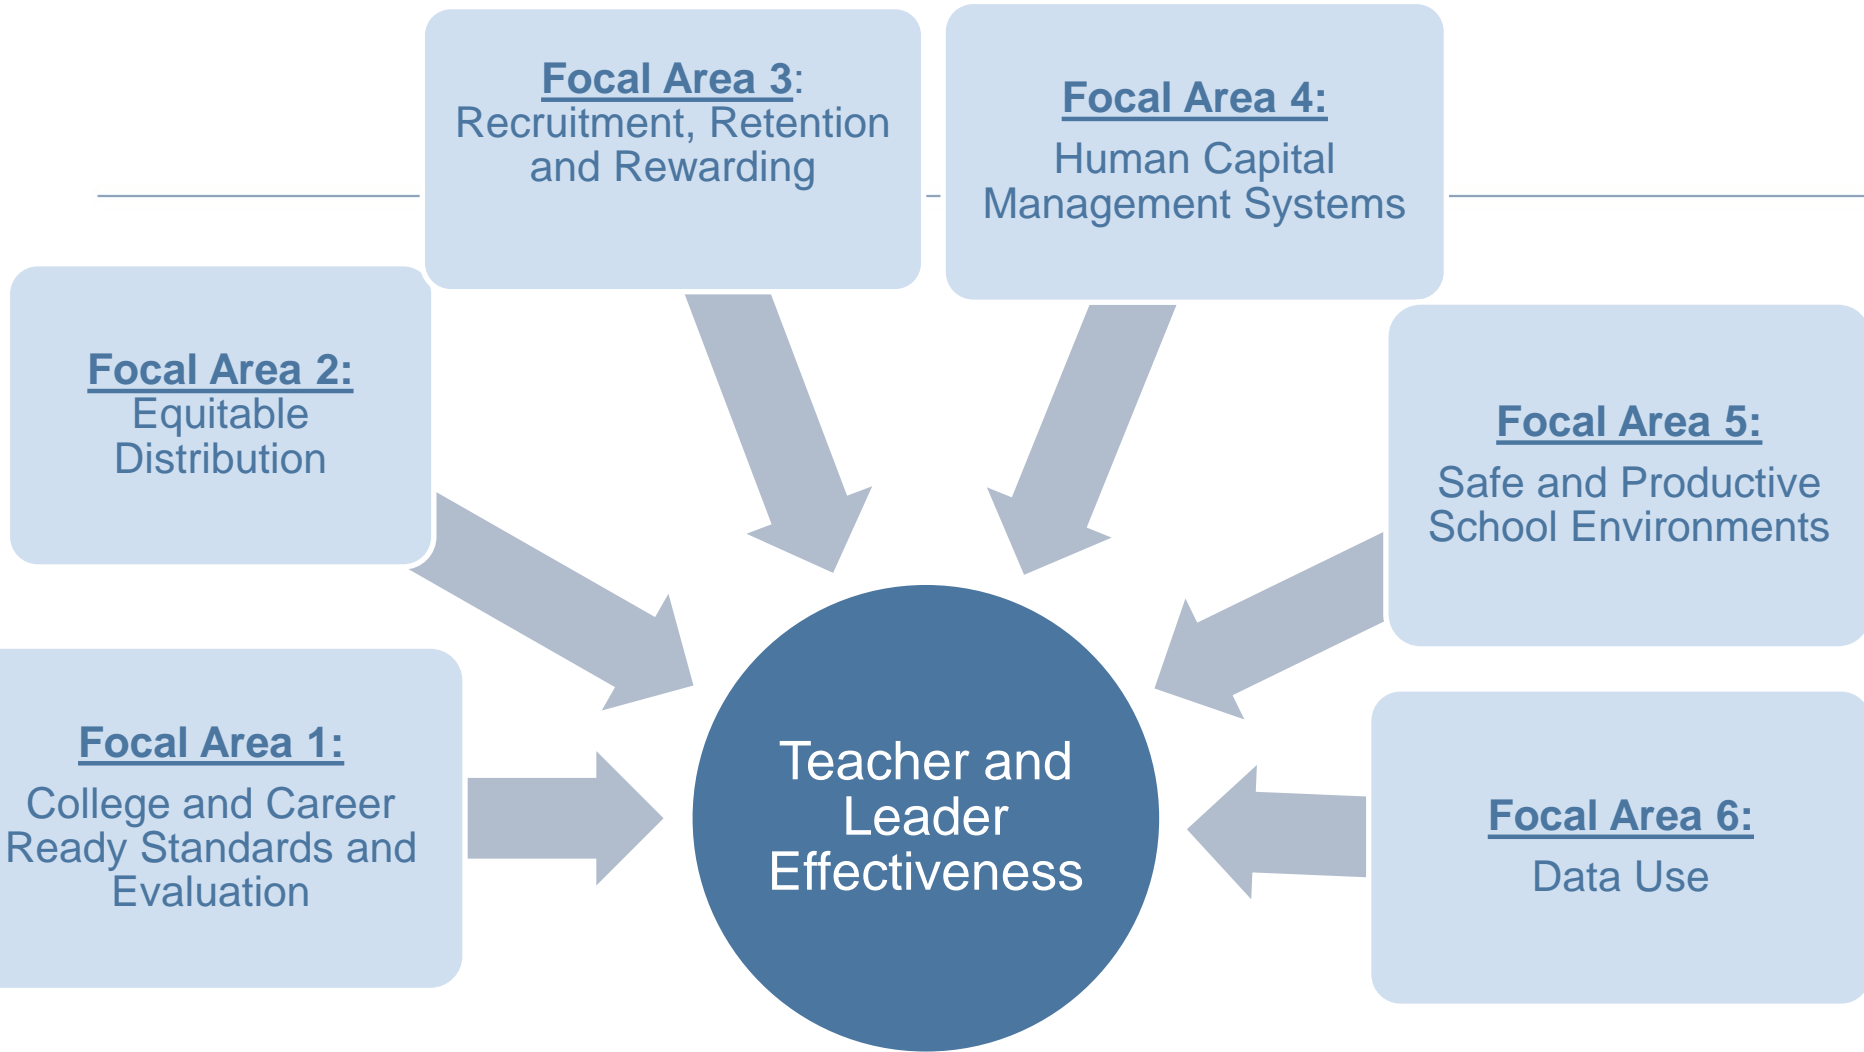 Focal Area 1:
College and Career
Ready Standards and
Evaluation
Focal Area 2:
Equitable
Distribution
Focal Area 3:
Recruitment, Retention
and Rewarding
Focal Area 4:
Human Capital
Management Systems
Focal Area 5:
Safe and Productive
School Environments
Focal Area 6:
Data Use
Teacher and
Leader
Effectiveness